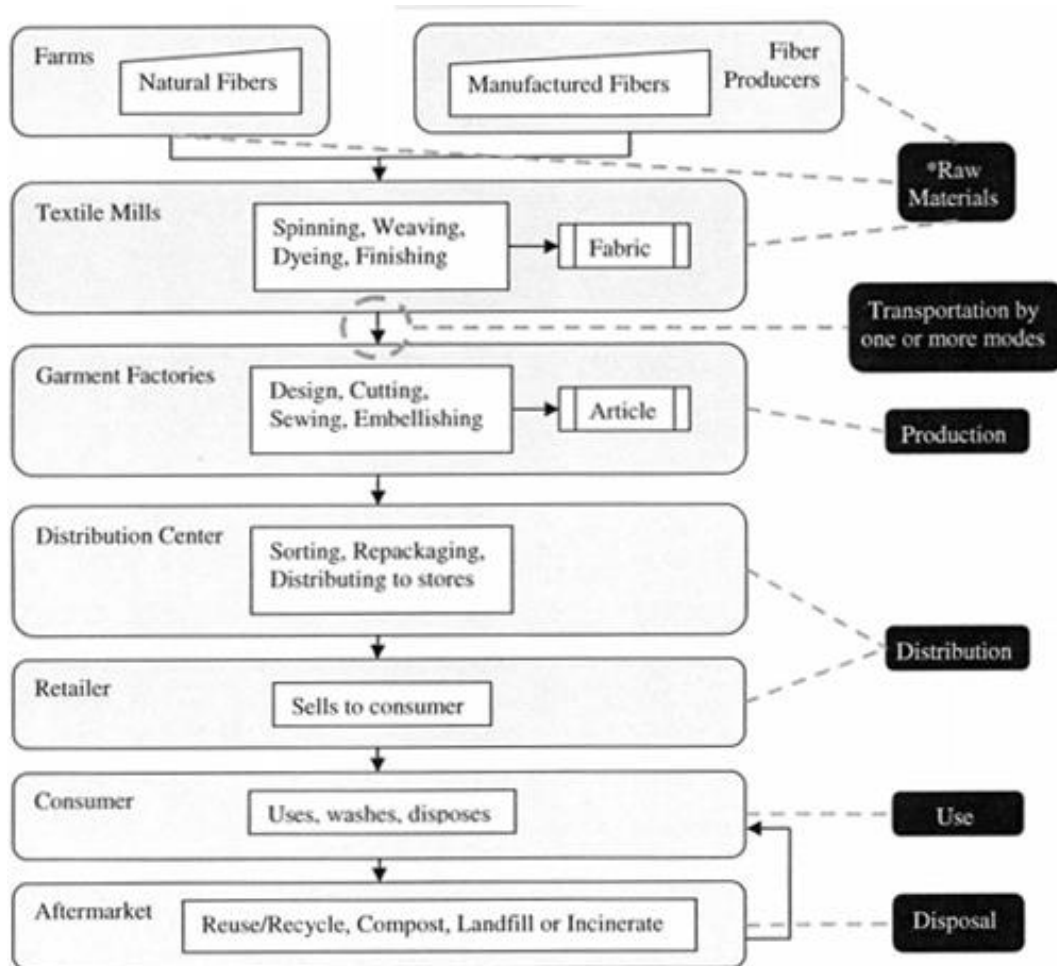 Farms
Natural Fibers
Manufactured Fibers
Fiber
Producers
*Raw
Materials
Textile Mills
Spinning, Weaving,
Dyeing, Finishing
Fabric
Transportation by
one or more modes
Garment Factories
Design, Cutting,
Sewing, Embellishing
Article
Production
Distribution Center
Sorting, Repackaging,
Distributing to stores
Distribution
Retailer
Sells to consumer
Consumer
Uses, washes, disposes
Use
Aftermarket
Reuse/Recycle, Compost, Landfill or Incinerate
Disposal